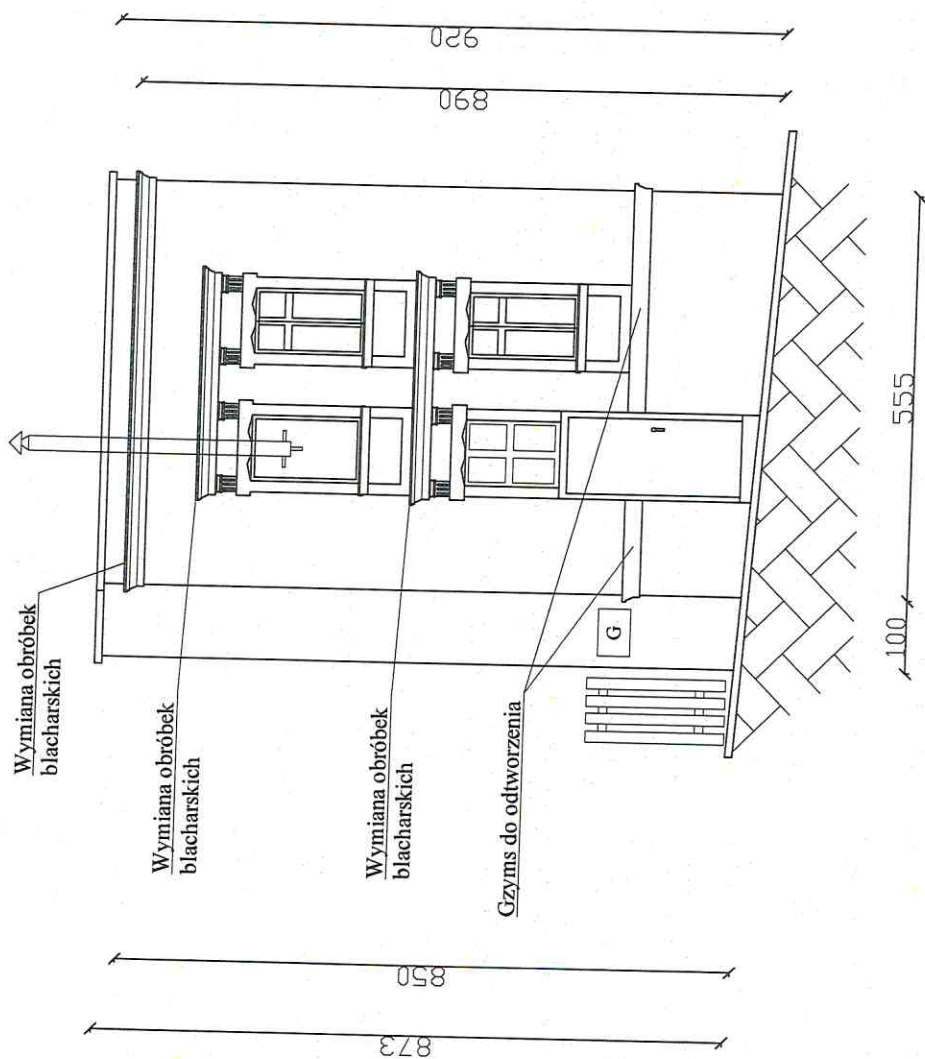 920
890
Wymiana obróbek
blacharskich
Wymiana obróbek
blacharskich
Wymiana obróbek
blacharskich
G
Gzyms do odtworzenia
555
100
850
873